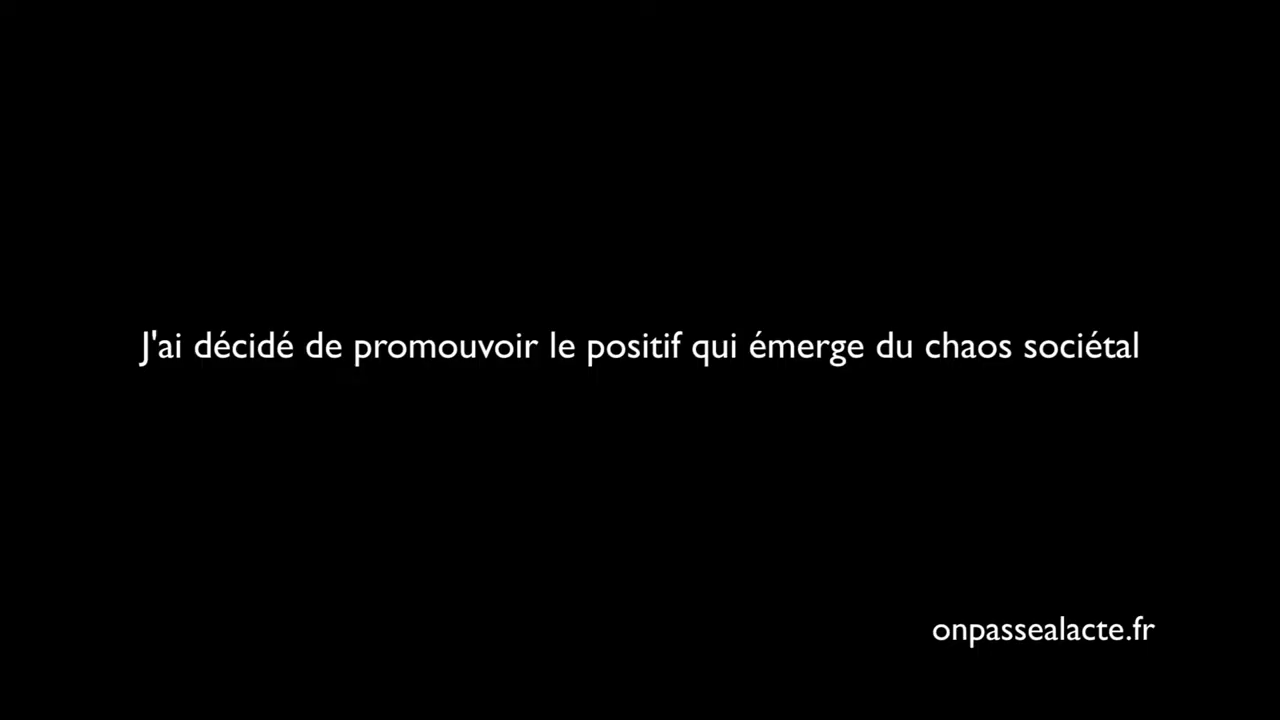 J'ai décidé de promouvoir le positif qui émerge du chaos sociétal
onpassealacte.fr